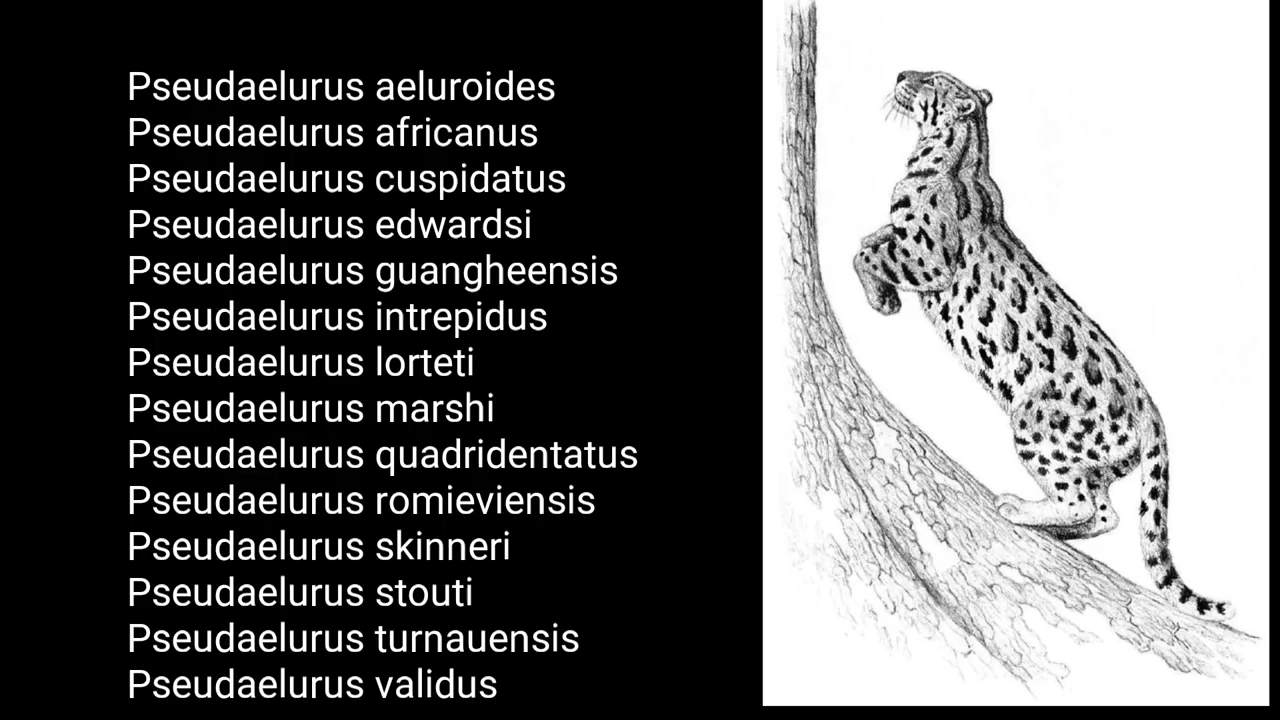 Pseudaelurus aeluroides
Pseudaelurus africanus
Pseudaelurus cuspidatus
Pseudaelurus edwardsi
Pseudaelurus guangheensis
Pseudaelurus intrepidus
Pseudaelurus lorteti
Pseudaelurus marshi
Pseudaelurus quadridentatus
Pseudaelurus romieviensis
Pseudaelurus skinneri
Pseudaelurus stouti
Pseudaelurus turnauensis
Pseudaelurus validus